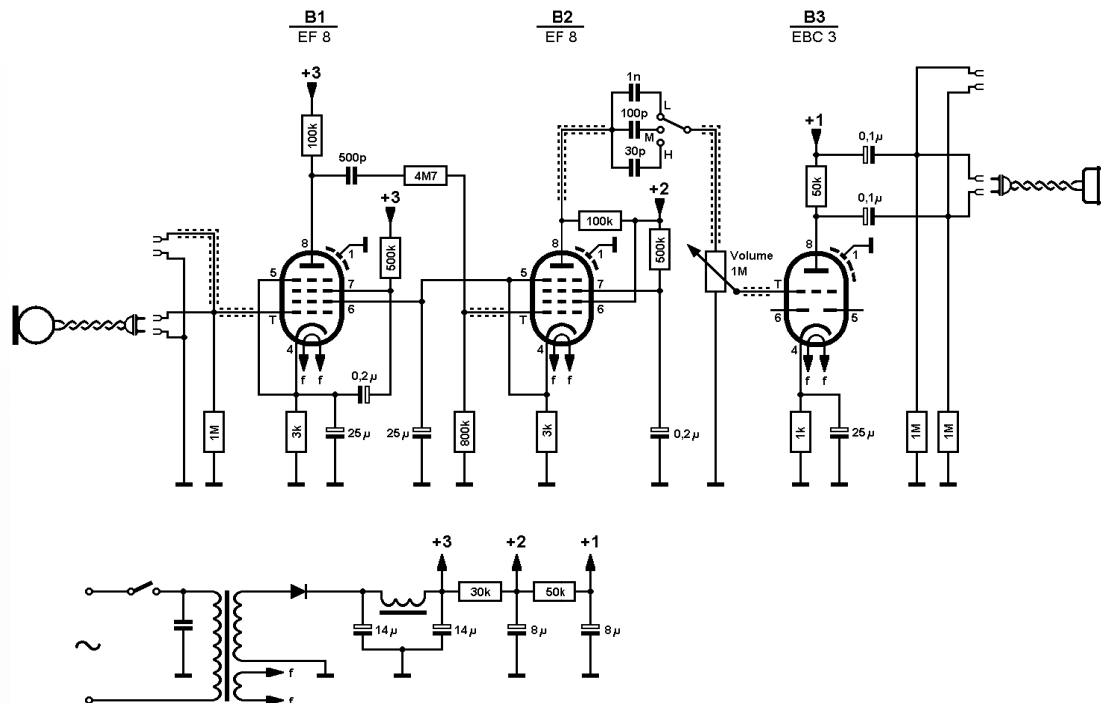 B1
EF 8
B2
EF 8
B3
EBC 3
+3
100k
500p
4M7
+3
500k
8
1
5
7
6
T
4
f f
0,2µ
1M
3k
25µ
25µ
800k
1n
100p
30p
L
M
H
+2
100k
500k
8
1
5
7
6
T
4
f f
3k
0,2µ
Volume
1M
+1
50k
0,1µ
0,1µ
8
1
T
6
5
4
f f
1k
25µ
1M
1M
+3
+2
+1
30k
50k
14µ
14µ
8µ
8µ
~
f
f